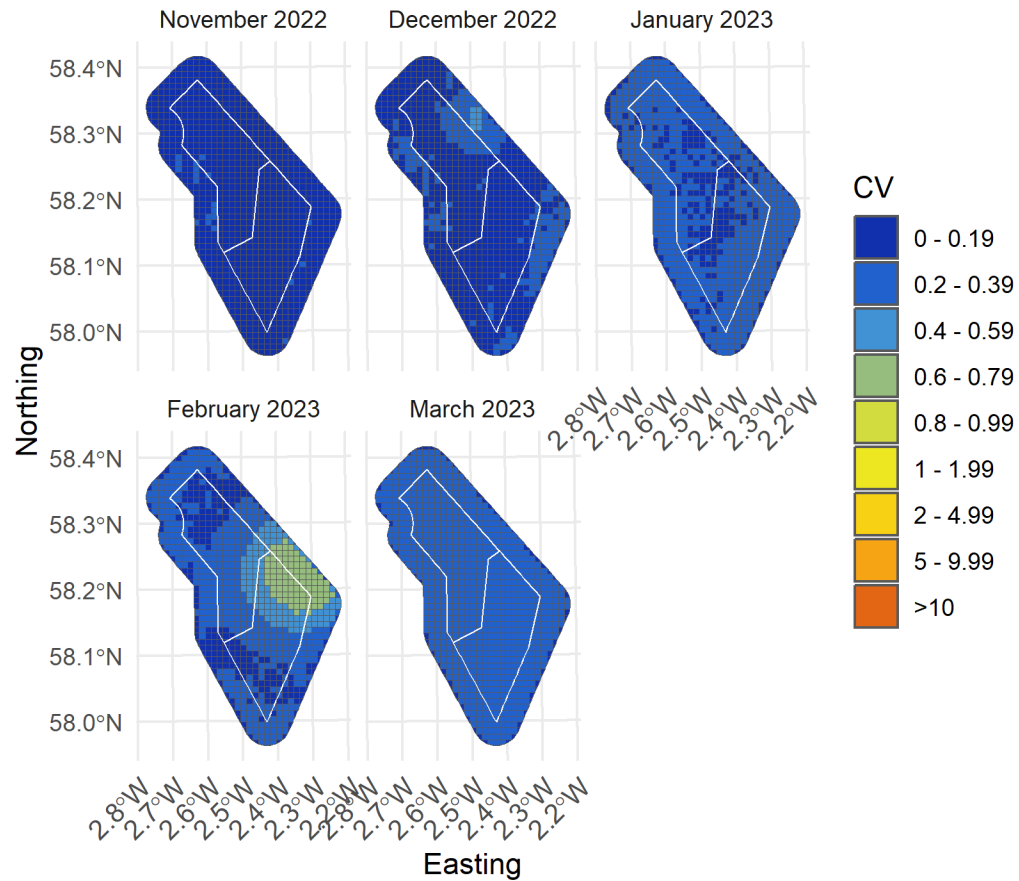 November 2022
December 2022
January 2023
58.4°N
58.3°N
58.2°N
58.1°N
58.0°N
2.8°W
2.7°W
2.6°W
2.5°W
2.4°W
2.3°W
2.2°W
February 2023
March 2023
58.4°N
58.3°N
58.2°N
58.1°N
58.0°N
2.8°W
2.7°W
2.6°W
2.5°W
2.4°W
2.3°W
2.2°W
2.8°W
2.7°W
2.6°W
2.5°W
2.4°W
2.3°W
2.2°W
Northing
Easting
CV
0 - 0.19
0.2 - 0.39
0.4 - 0.59
0.6 - 0.79
0.8 - 0.99
1 - 1.99
2 - 4.99
5 - 9.99
>10